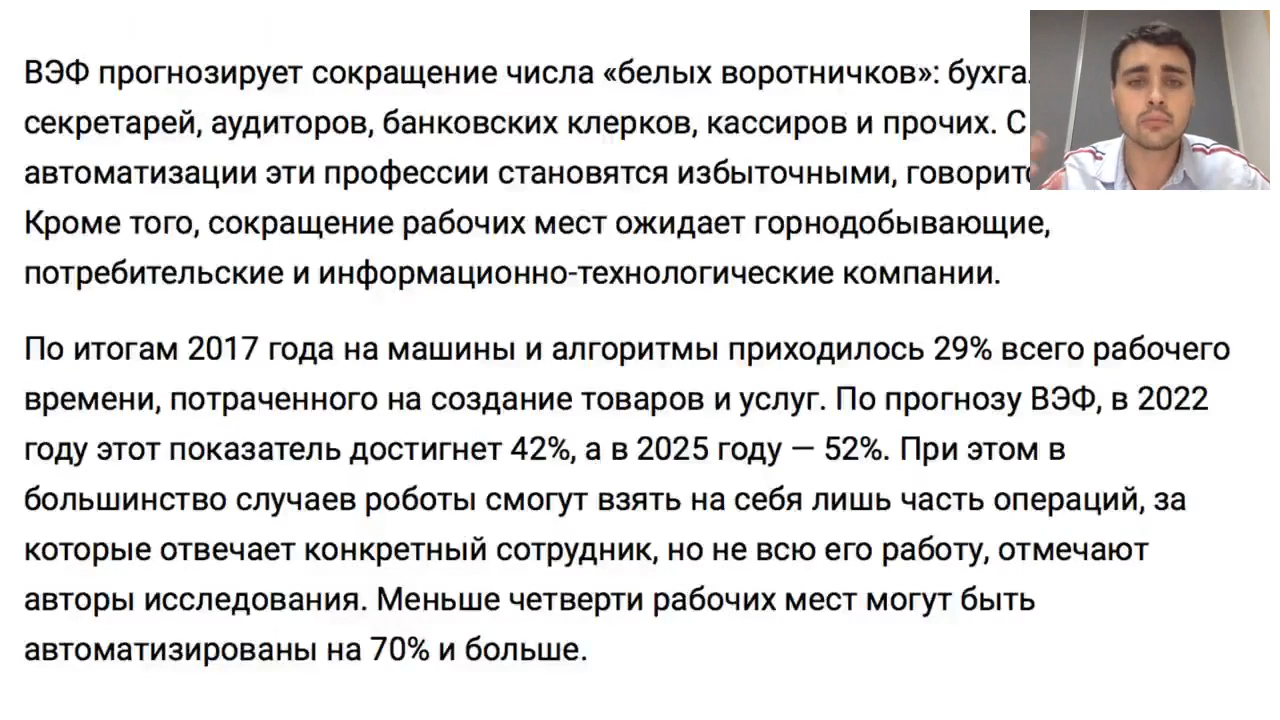 ВЭФ прогнозирует сокращение числа «белых воротничков»:
секретарей, аудиторов, банковских клерков, кассиров и прочих. С
автоматизации эти профессии становятся избыточными,
Кроме того, сокращение рабочих мест ожидает горнодобывающие,
потребительские и информационно-технологические компании.
По итогам 2017 года на машины и алгоритмы приходилось 29% всего рабочего
времени, потраченного на создание товаров и услуг. По прогнозу ВЭФ, в 2022
году этот показатель достигнет 42%, а в 2025 году — 52%. При этом в
большинство случаев роботы смогут взять на себя лишь часть операций, за
которые отвечает конкретный сотрудник, но не всю его работу, отмечают
авторы исследования. Меньше четверти рабочих мест могут быть
автоматизированы на 70% и больше.